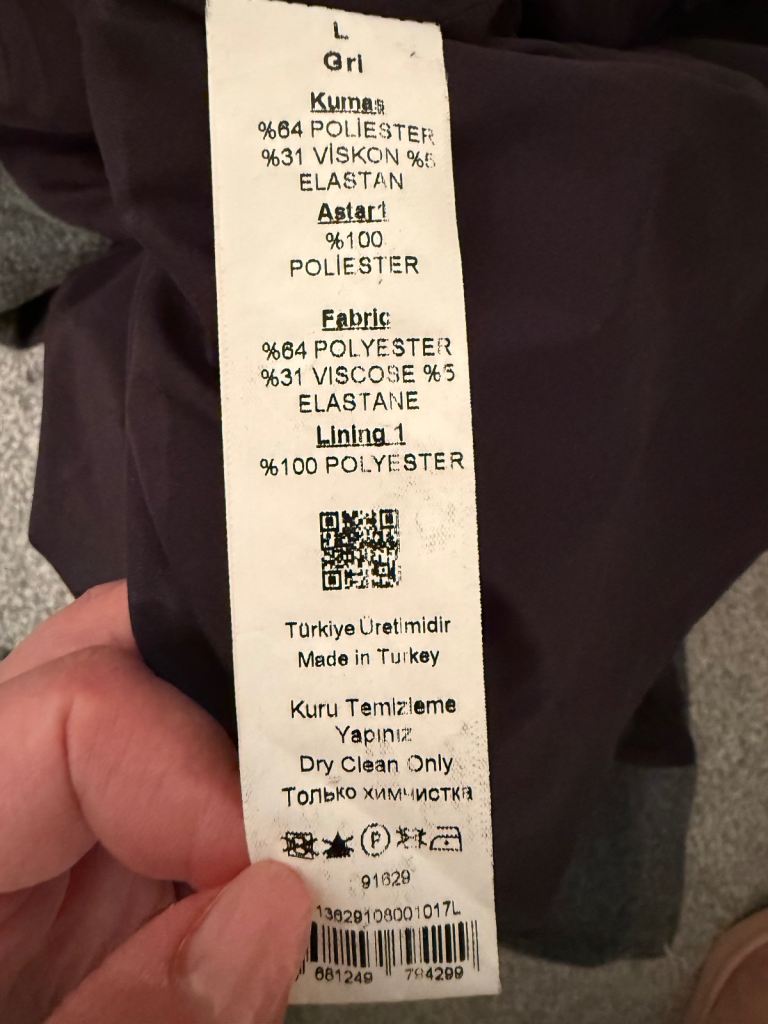 L
Gri
Kumaş
%64 POLİESTER
%31 VİSKON %5
ELASTAN
Astar1
%100
POLİESTER
Fabric
%64 POLYESTER
%31 VISCOSE %5
ELASTANE
Lining 1
%100 POLYESTER
Türkiye Üretimidir
Made in Turkey
Kuru Temizleme
Yapınız
Dry Clean Only
Только химчистка
P
91629
13629108001017L
681249 794299